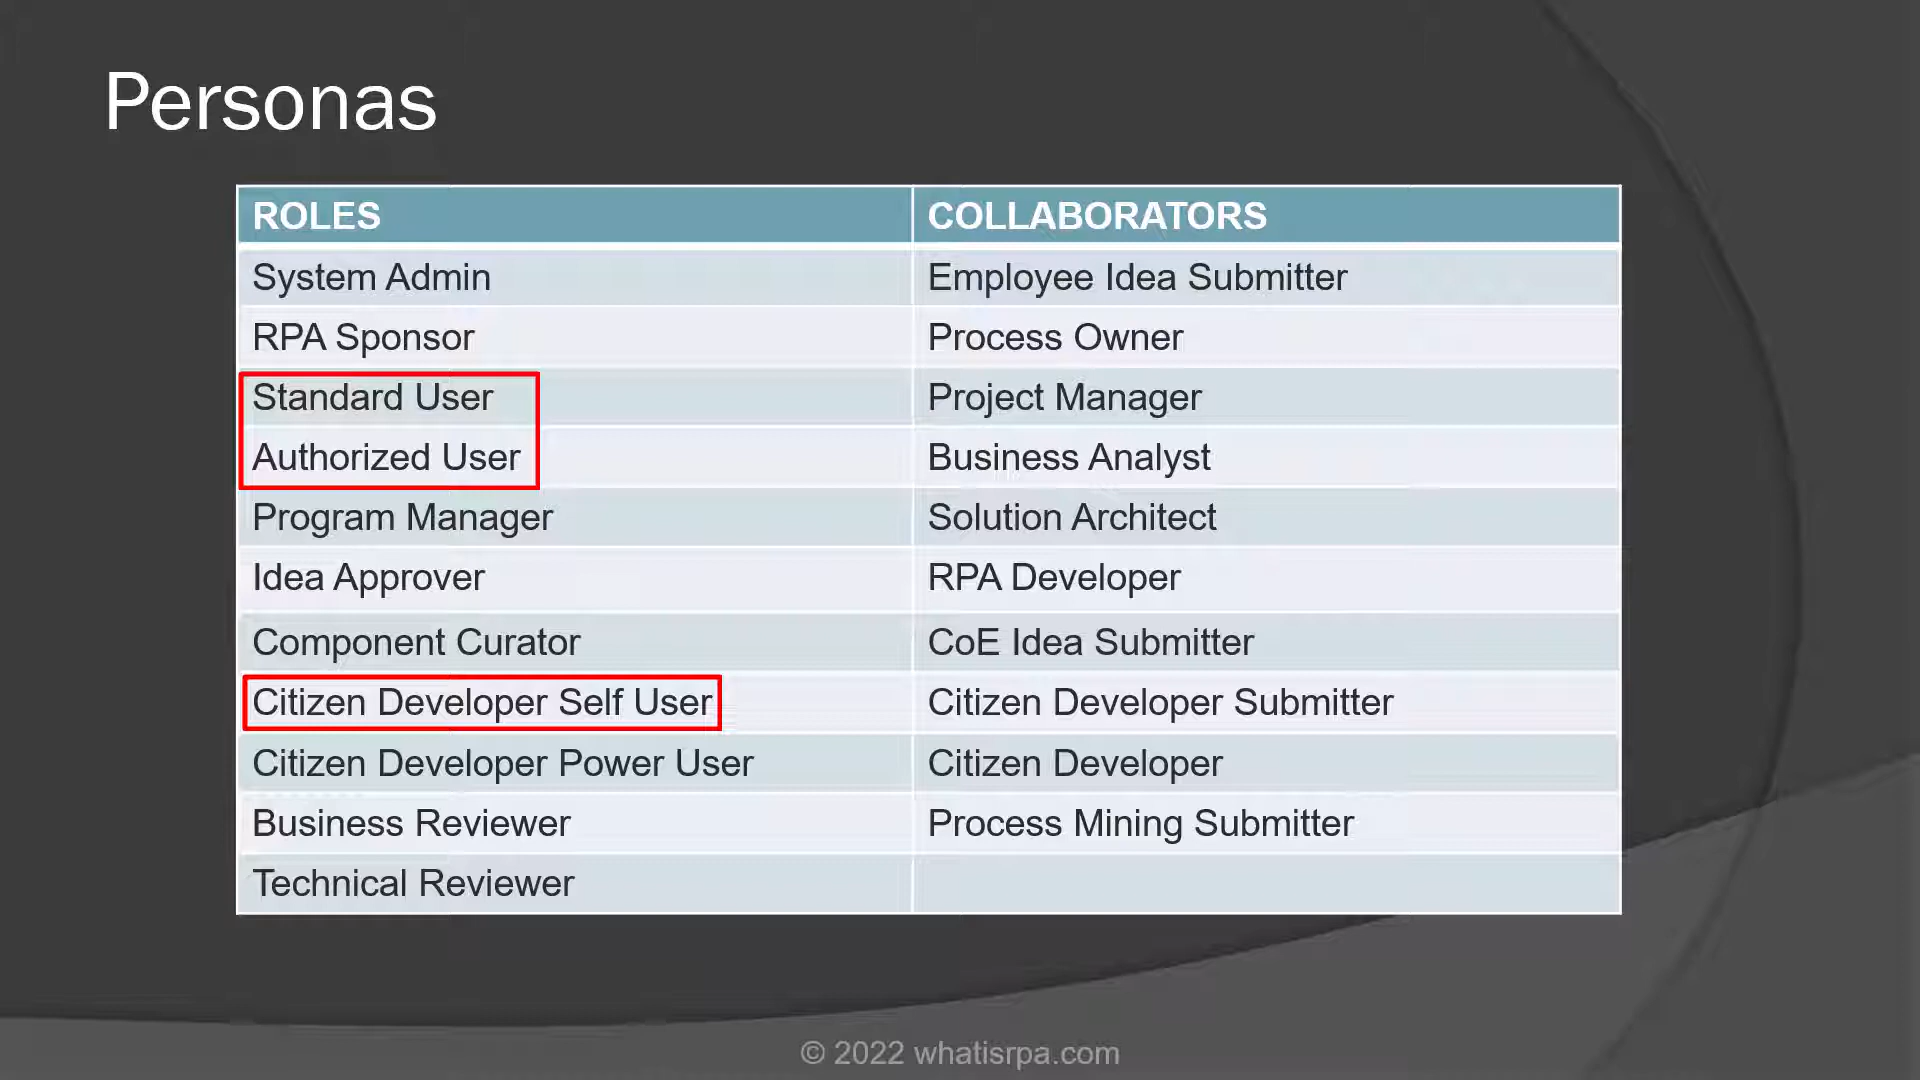 Personas
ROLES COLLABORATORS
System Admin Employee Idea Submitter
RPA Sponsor Process Owner
Standard User Project Manager
Authorized User Business Analyst
Program Manager Solution Architect
Idea Approver RPA Developer
Component Curator CoE Idea Submitter
Citizen Developer Self User Citizen Developer Submitter
Citizen Developer Power User Citizen Developer
Business Reviewer Process Mining Submitter
Technical Reviewer
© 2022 whatisrpa.com